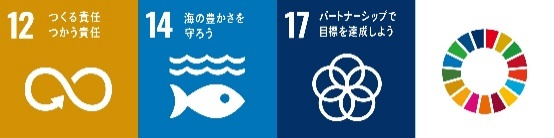 12 つくる責任
つかう責任
14 海の豊かさを
守ろう
17 パートナーシップで
目標を達成しよう